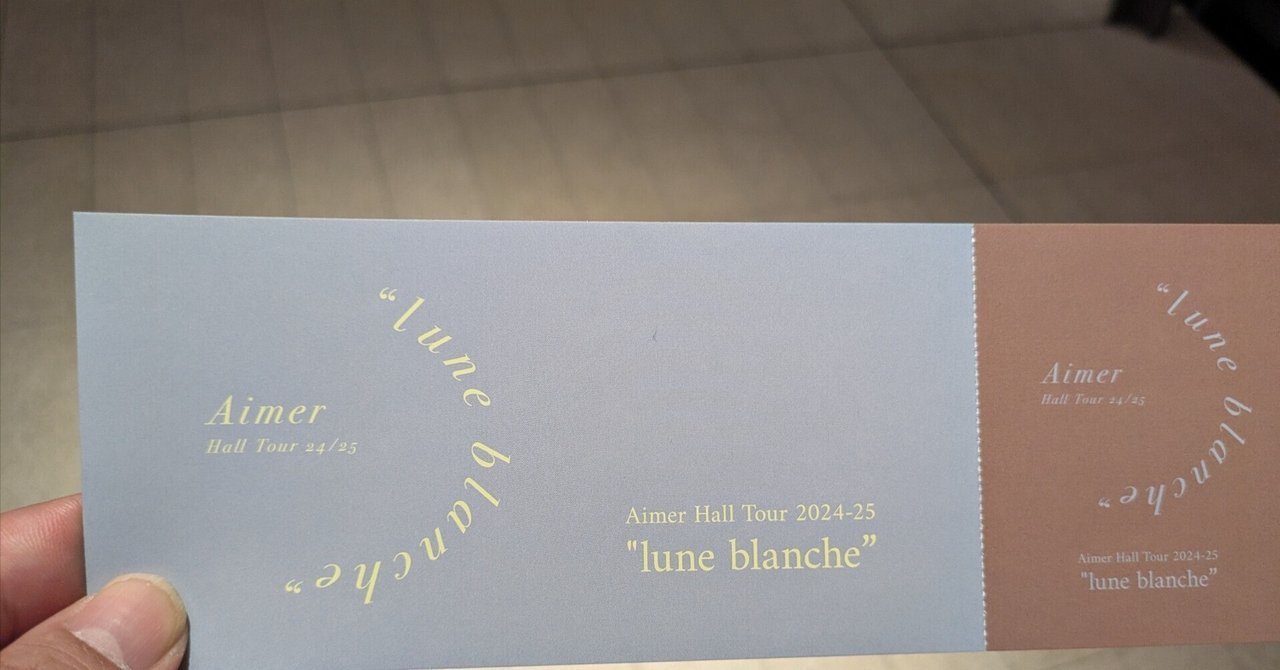 Aimer
Hall Tour 24/25
“lune blanche”
Aimer Hall Tour 2024-25
"lune blanche”
Aimer
Hall Tour 24/25
“lune blanche”
Aimer Hall Tour 2024-25
"lune blanche”